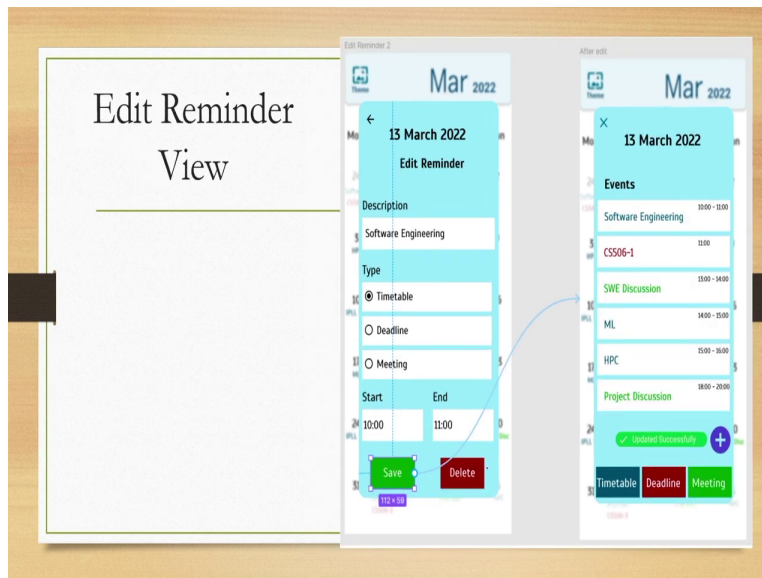 Edit Reminder
View
Edit Reminder 2
Theme
Mar 2022
13 March 2022
Edit Reminder
Description
Software Engineering
Type
Timetable
Deadline
Meeting
Start End
10:00 11:00
Save Delete
112 × 59
After edit
Theme
Mar 2022
13 March 2022
Events
Software Engineering 10:00 - 11:00
CS506-1 11:00
SWE Discussion 13:00 - 14:00
ML 14:00 - 15:00
HPC 15:00 - 16:00
Project Discussion 18:00 - 20:00
Updated Successfully
Timetable Deadline Meeting